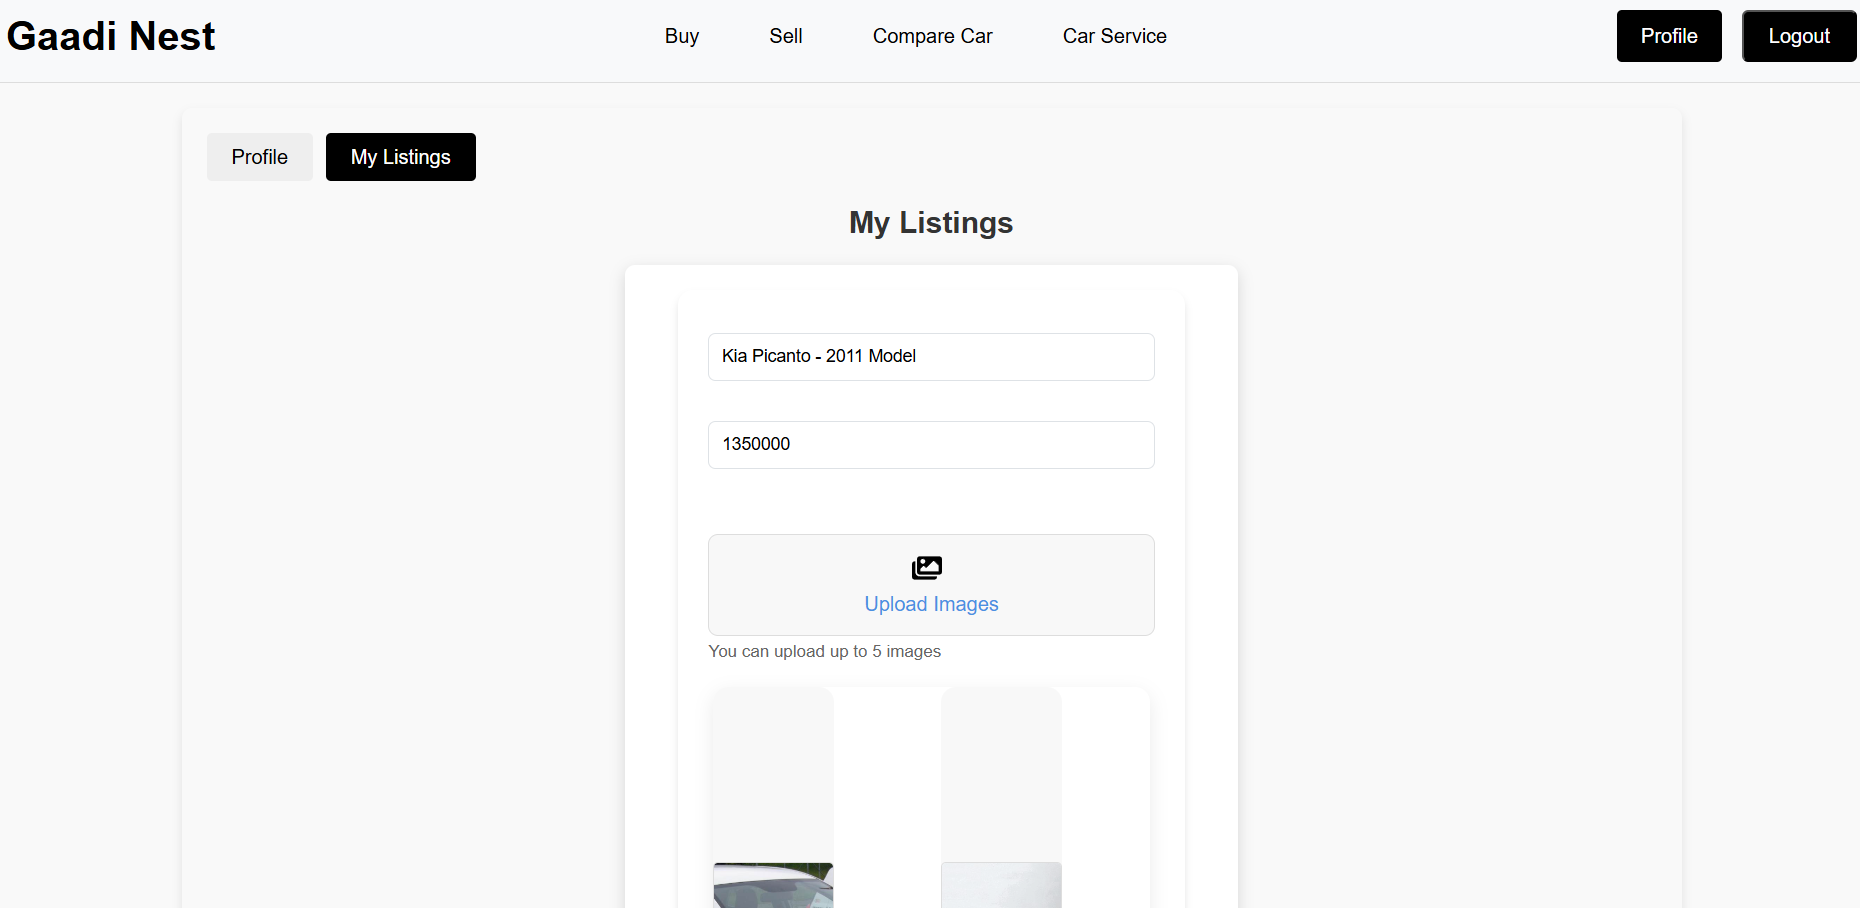 Gaadi Nest
Buy
Sell
Compare Car
Car Service
Profile
Logout
Profile
My Listings
My Listings
Kia Picanto - 2011 Model
1350000
Upload Images
You can upload up to 5 images